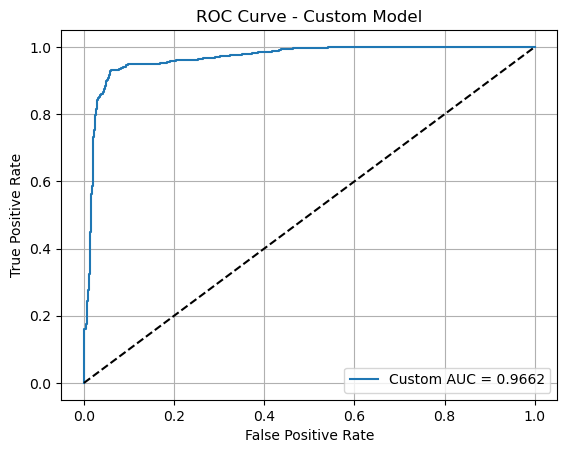 ROC Curve - Custom Model
True Positive Rate
1.0
0.8
0.6
0.4
0.2
0.0
Custom AUC = 0.9662
0.0 0.2 0.4 0.6 0.8 1.0
False Positive Rate